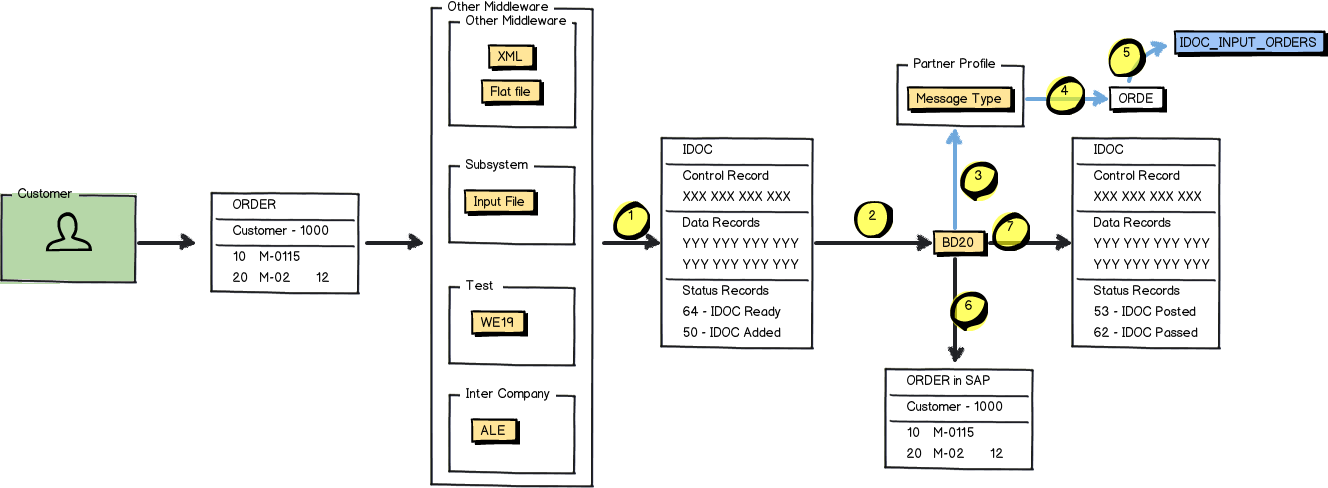 Customer
ORDER
Customer - 1000
10 M-0115
20 M-02 12
Other Middleware
Other Middleware
XML
Flat file
Subsystem
Input File
Test
WE19
Inter Company
ALE
1
IDOC
Control Record
XXX XXX XXX XXX
Data Records
YYY YYY YYY YYY
YYY YYY YYY YYY
Status Records
64 - IDOC Ready
50 - IDOC Added
2
BD20
3
Partner Profile
Message Type
4
ORDE
5
IDOC_INPUT_ORDERS
6
ORDER in SAP
Customer - 1000
10 M-0115
20 M-02 12
7
IDOC
Control Record
XXX XXX XXX XXX
Data Records
YYY YYY YYY YYY
YYY YYY YYY YYY
Status Records
53 - IDOC Posted
62 - IDOC Passed